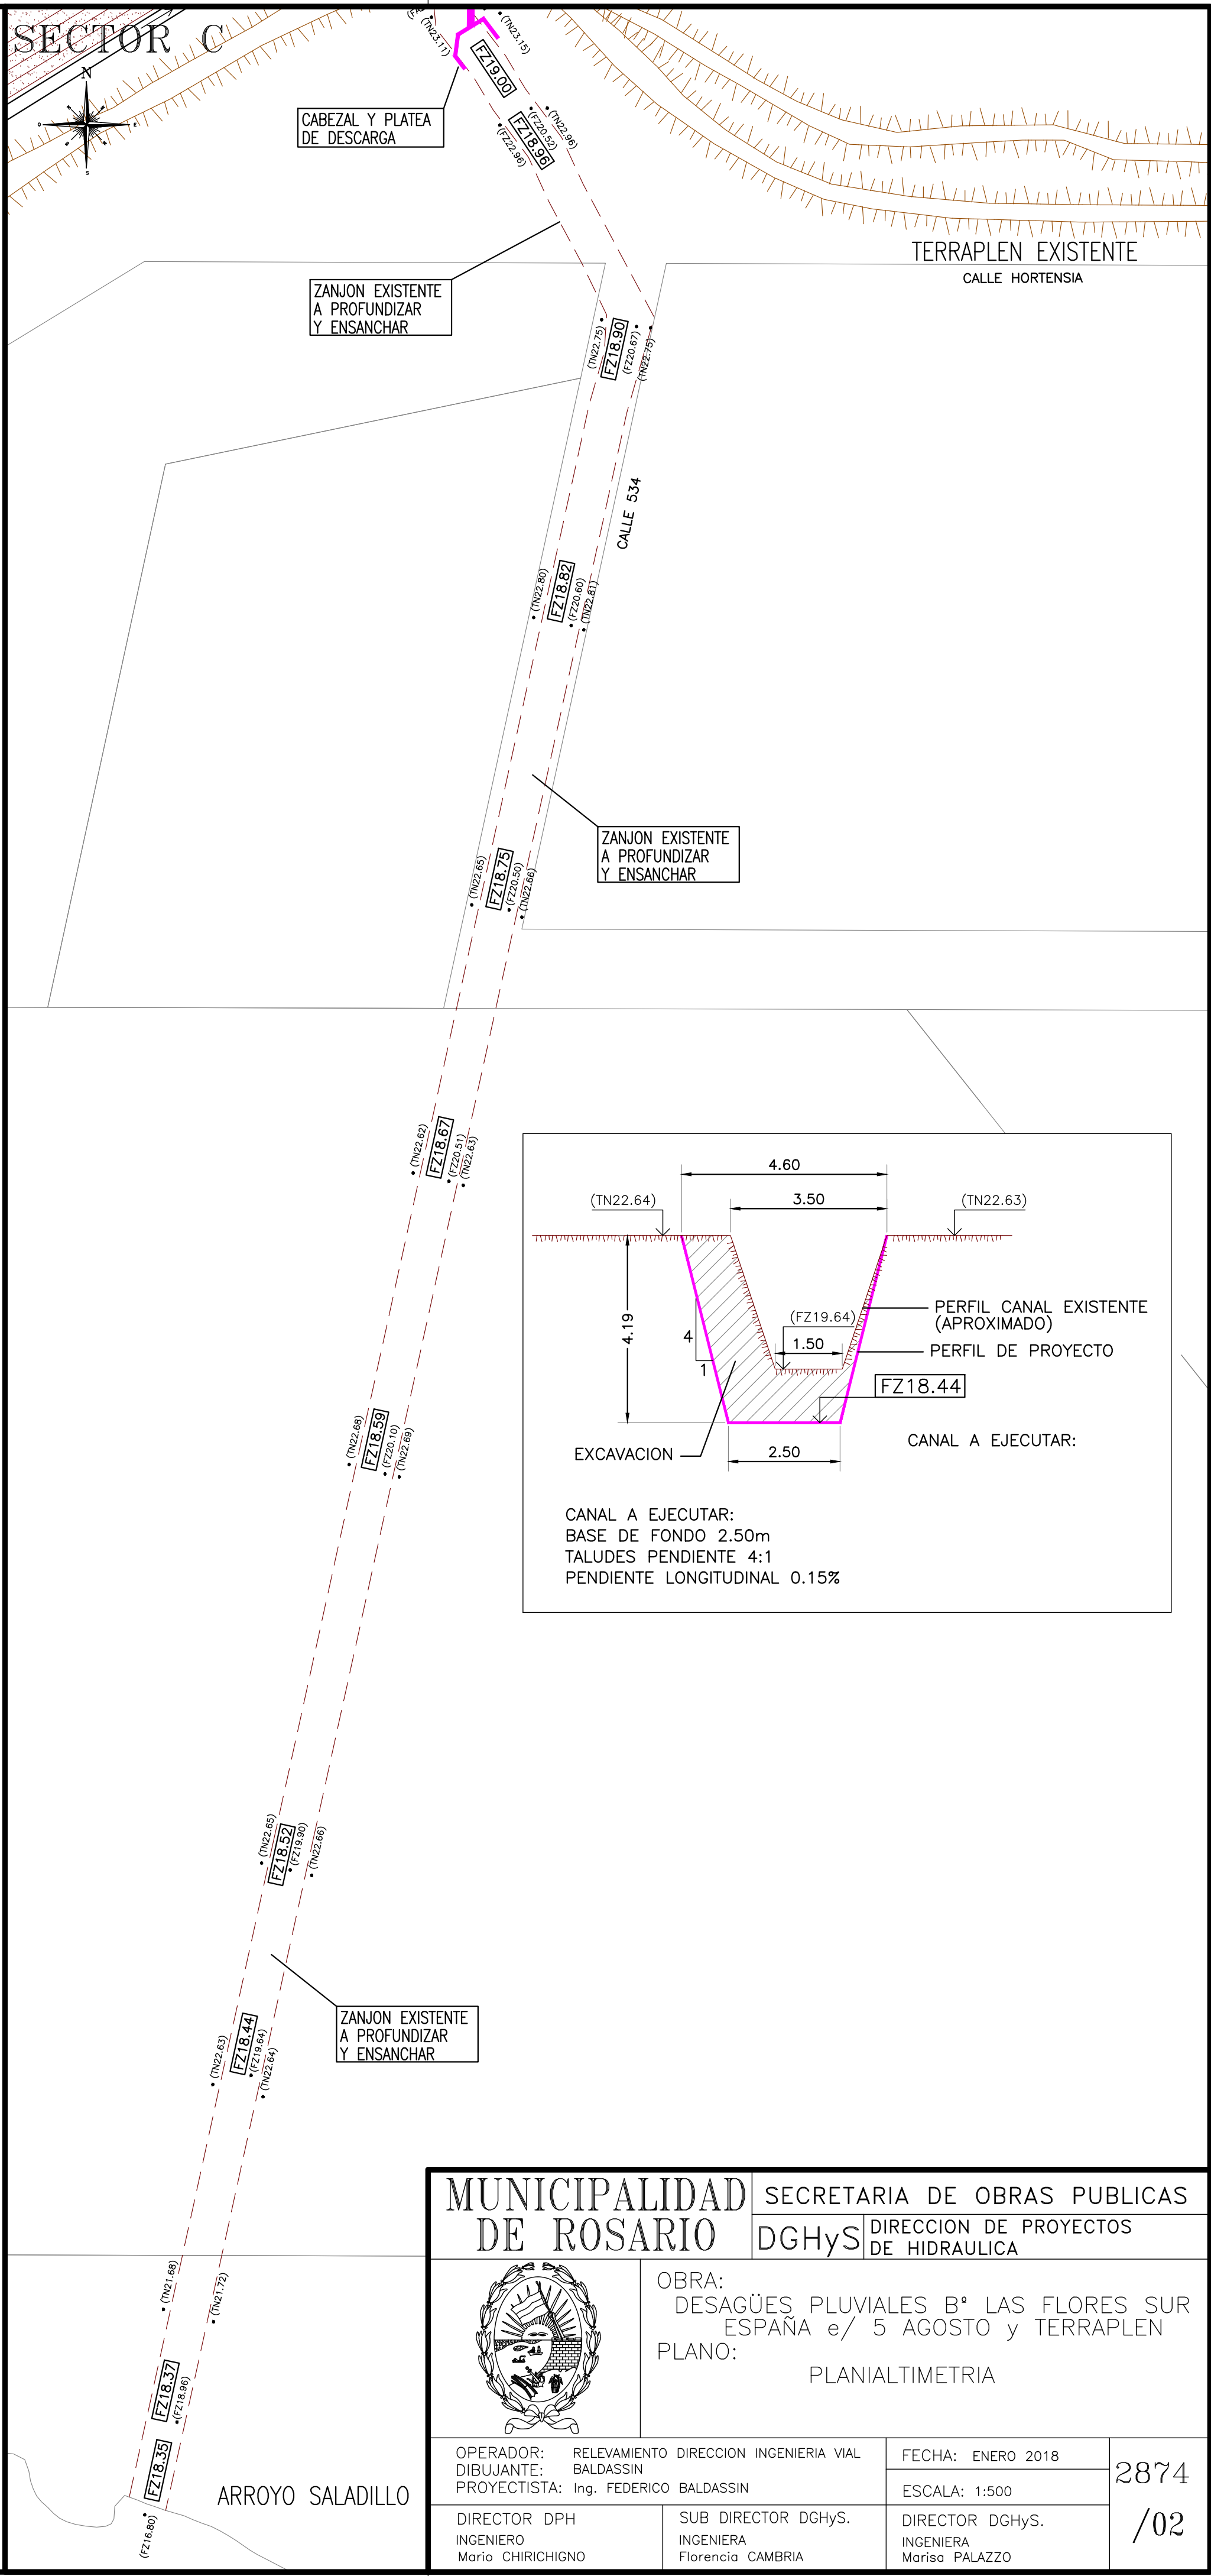 SECTOR C
N
O
E
S
(TN23.11)
(TN23.15)
FZ19.00
CABEZAL Y PLATEA
DE DESCARGA
(FZ22.96)
FZ18.96
(FZ20.52)
(TN22.96)
TERRAPLEN EXISTENTE
CALLE HORTENSIA
ZANJON EXISTENTE
A PROFUNDIZAR
Y ENSANCHAR
(TN22.75)
FZ18.90
(FZ20.67)
(TN22.75)
CALLE 534
(TN22.80)
FZ18.82
(FZ20.60)
(TN22.81)
ZANJON EXISTENTE
A PROFUNDIZAR
Y ENSANCHAR
(TN22.65)
FZ18.75
(FZ20.50)
(TN22.66)
(TN22.62)
FZ18.67
(FZ20.51)
(TN22.63)
4.60
(TN22.64)
3.50
(TN22.63)
4.19
4
1
(FZ19.64)
1.50
PERFIL CANAL EXISTENTE
(APROXIMADO)
PERFIL DE PROYECTO
FZ18.44
EXCAVACION
2.50
CANAL A EJECUTAR:
CANAL A EJECUTAR:
BASE DE FONDO 2.50m
TALUDES PENDIENTE 4:1
PENDIENTE LONGITUDINAL 0.15%
(TN22.68)
FZ18.59
(FZ20.10)
(TN22.69)
(TN22.65)
FZ18.52
(FZ19.90)
(TN22.66)
ZANJON EXISTENTE
A PROFUNDIZAR
Y ENSANCHAR
(TN22.63)
FZ18.44
(FZ19.64)
(TN22.64)
(TN21.68)
(TN21.72)
FZ18.37
(FZ18.96)
FZ18.35
(FZ16.80)
ARROYO SALADILLO
MUNICIPALIDAD
DE ROSARIO
SECRETARIA DE OBRAS PUBLICAS
DGHyS
DIRECCION DE PROYECTOS
DE HIDRAULICA
OBRA:
DESAGÜES PLUVIALES Bº LAS FLORES SUR
ESPAÑA e/ 5 AGOSTO y TERRAPLEN
PLANO:
PLANIALTIMETRIA
OPERADOR: RELEVAMIENTO DIRECCION INGENIERIA VIAL
DIBUJANTE: BALDASSIN
PROYECTISTA: Ing. FEDERICO BALDASSIN
FECHA: ENERO 2018
ESCALA: 1:500
2874
/02
DIRECTOR DPH
INGENIERO
Mario CHIRICHIGNO
SUB DIRECTOR DGHyS.
INGENIERA
Florencia CAMBRIA
DIRECTOR DGHyS.
INGENIERA
Marisa PALAZZO